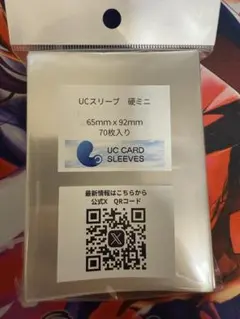 UCスリーブ 硬ミニ
65mm x 92mm
70枚入り
UC CARD
SLEEVES
最新情報はこちらから
公式X QRコード